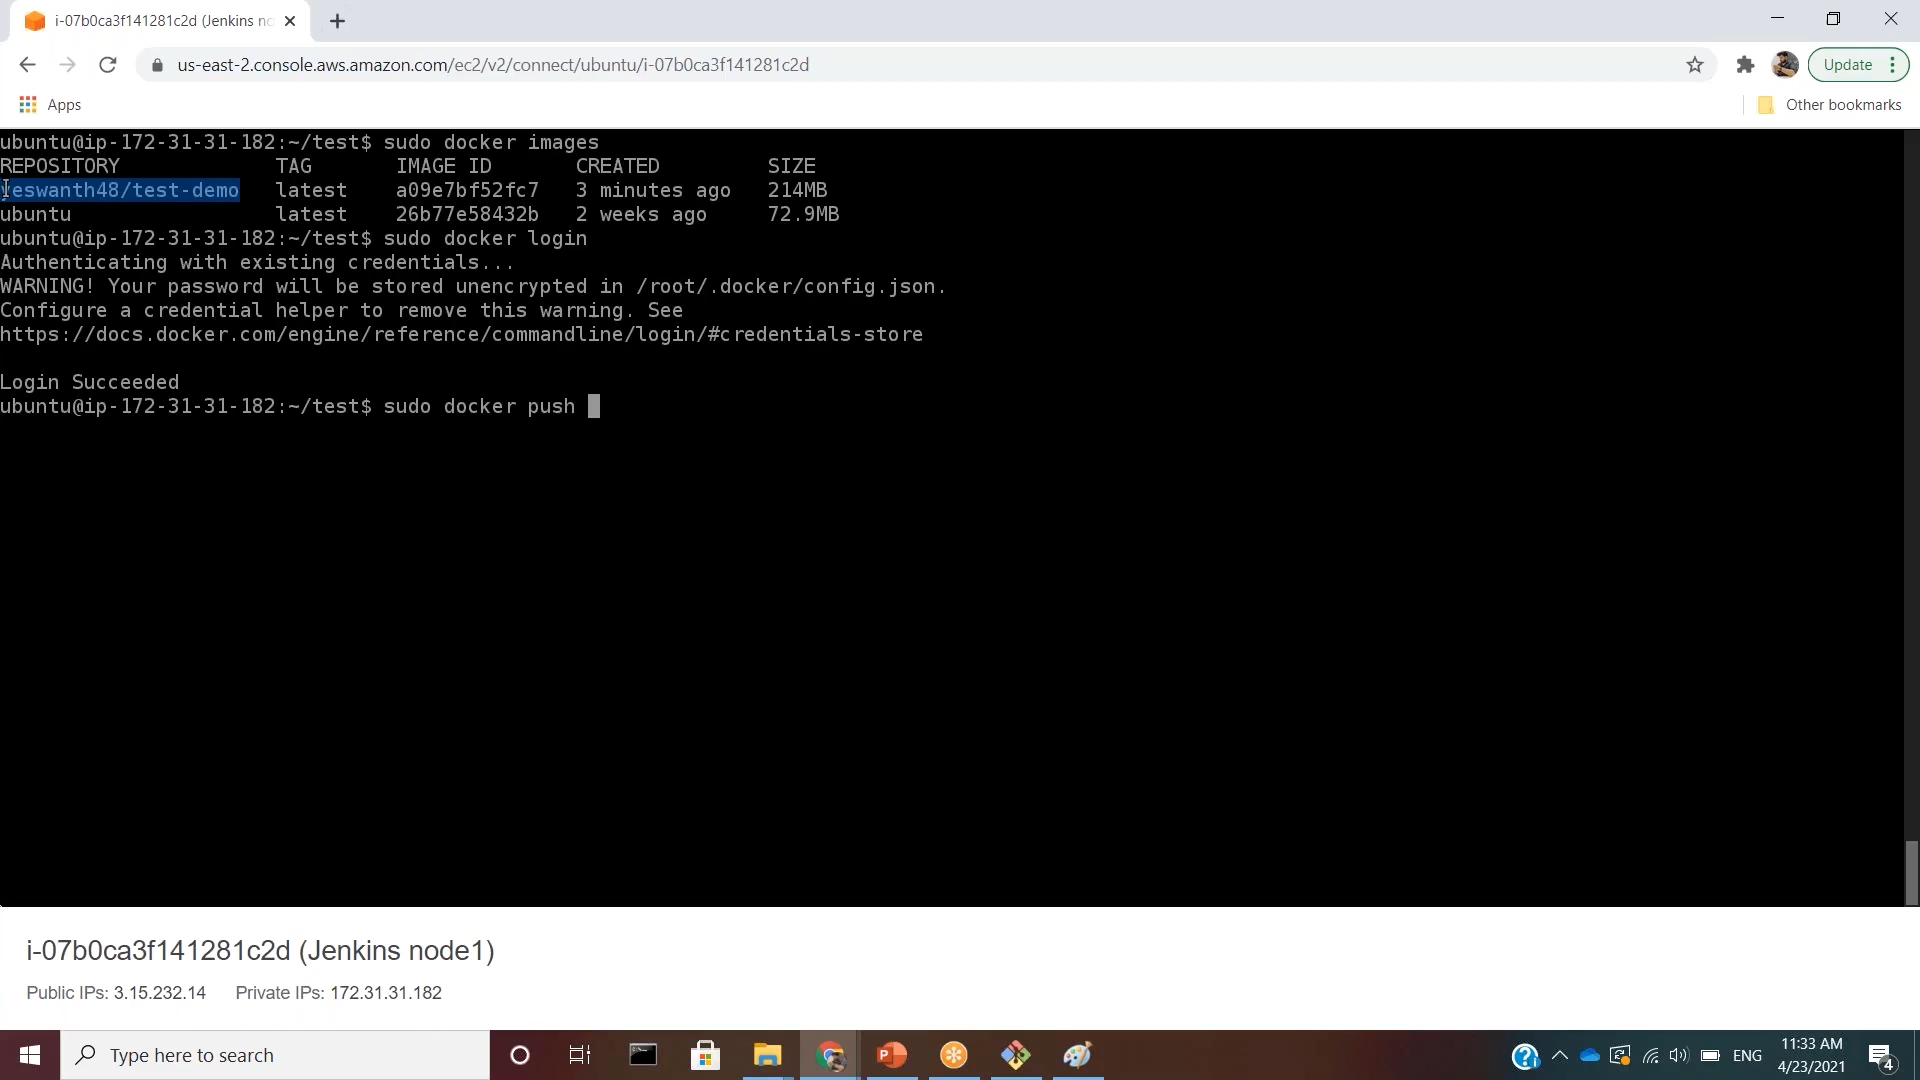 i-07b0ca3f141281c2d (Jenkins no
us-east-2.console.aws.amazon.com/ec2/v2/connect/ubuntu/i-07b0ca3f141281c2d
Update
Apps
Other bookmarks
ubuntu@ip-172-31-31-182:~/test$ sudo docker images
REPOSITORY TAG IMAGE ID CREATED SIZE
yeswanth48/test-demo latest a09e7bf52fc7 3 minutes ago 214MB
ubuntu latest 26b77e58432b 2 weeks ago 72.9MB
ubuntu@ip-172-31-31-182:~/test$ sudo docker login
Authenticating with existing credentials...
WARNING! Your password will be stored unencrypted in /root/.docker/config.json.
Configure a credential helper to remove this warning. See
https://docs.docker.com/engine/reference/commandline/login/#credentials-store
Login Succeeded
ubuntu@ip-172-31-31-182:~/test$ sudo docker push
i-07b0ca3f141281c2d (Jenkins node1)
Public IPs: 3.15.232.14 Private IPs: 172.31.31.182
Type here to search
ENG
11:33 AM
4/23/2021
4